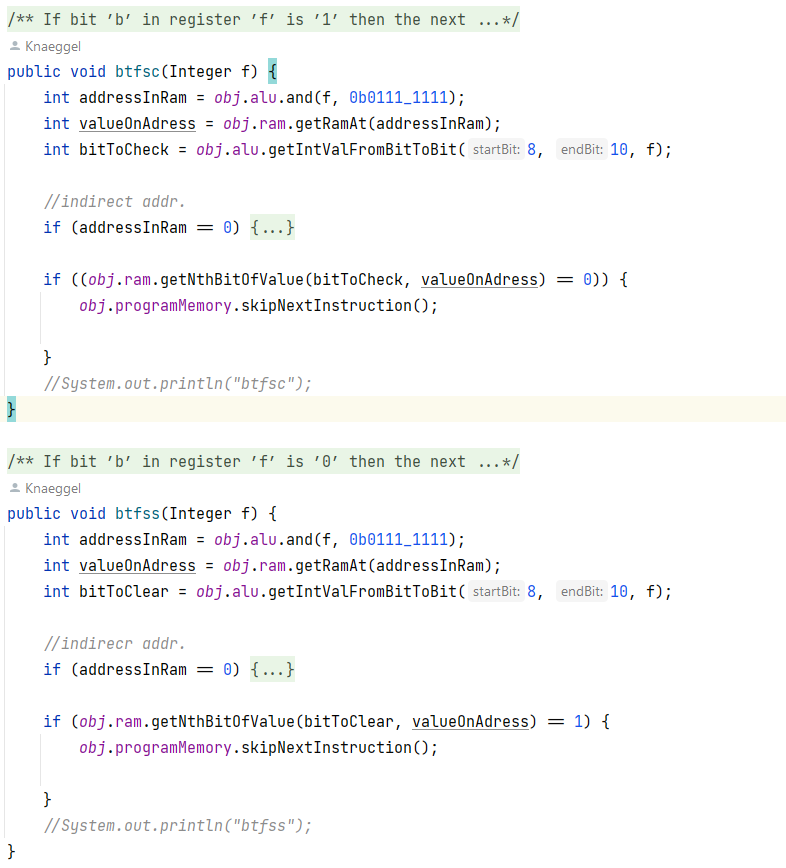 /** If bit 'b' in register 'f' is '1' then the next ...*/
Knaeggel
public void btfsc(Integer f) {
int addressInRam = obj.alu.and(f, 0b0111_1111);
int valueOnAdress = obj.ram.getRamAt(addressInRam);
int bitToCheck = obj.alu.getIntValFromBitToBit( startBit: 8, endBit: 10, f);
//indirect addr.
if (addressInRam == 0) {...}
if ((obj.ram.getNthBitOfValue(bitToCheck, valueOnAdress) == 0)) {
obj.programMemory.skipNextInstruction();
}
//System.out.println("btfsc");
}
/** If bit 'b' in register 'f' is '0' then the next ...*/
Knaeggel
public void btfss(Integer f) {
int addressInRam = obj.alu.and(f, 0b0111_1111);
int valueOnAdress = obj.ram.getRamAt(addressInRam);
int bitToClear = obj.alu.getIntValFromBitToBit( startBit: 8, endBit: 10, f);
//indirecr addr.
if (addressInRam == 0) {...}
if (obj.ram.getNthBitOfValue(bitToClear, valueOnAdress) == 1) {
obj.programMemory.skipNextInstruction();
}
//System.out.println("btfss");
}